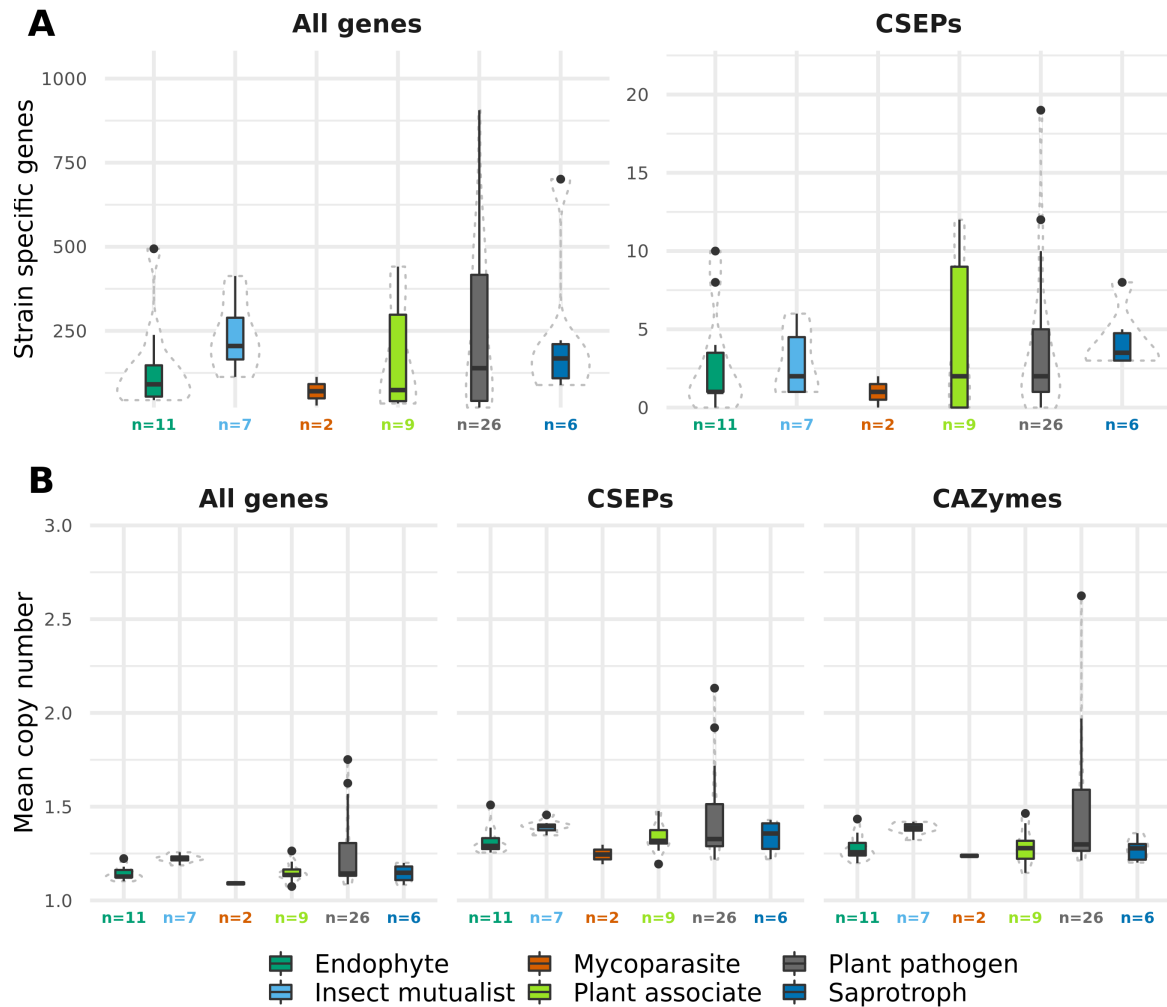 A
All genes
CSEPs
Strain specific genes
1000
750
500
250
20
15
10
5
0
n=11
n=7
n=2
n=9
n=26
n=6
n=11
n=7
n=2
n=9
n=26
n=6
B
All genes
CSEPs
CAZymes
Mean copy number
3.0
2.5
2.0
1.5
1.0
n=11
n=7
n=2
n=9
n=26
n=6
n=11
n=7
n=2
n=9
n=26
n=6
n=11
n=7
n=2
n=9
n=26
n=6
Endophyte
Mycoparasite
Plant pathogen
Insect mutualist
Plant associate
Saprotroph